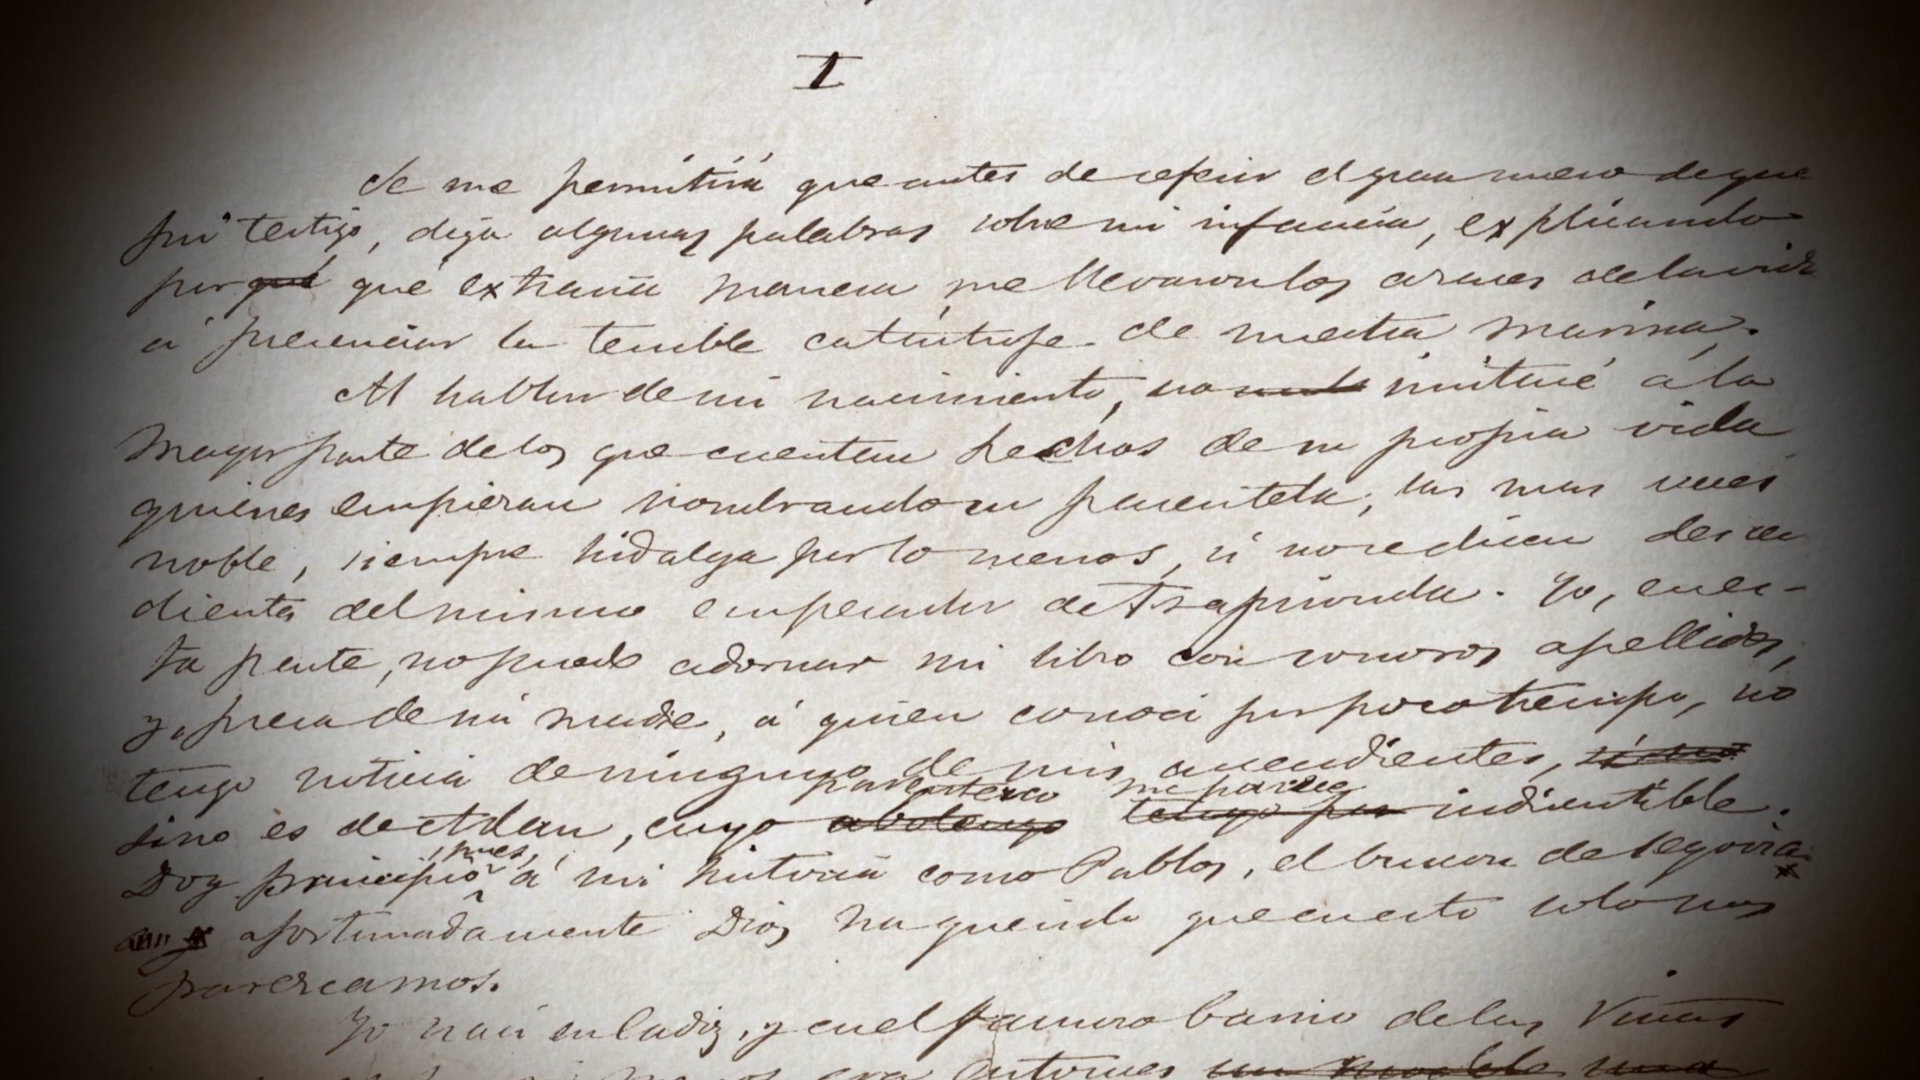 I
Se me permitirá que antes de referir el gran suceso de que
fui testigo, diga algunas palabras sobre mi infancia, explicando
por qué que extraña manera me llevaron los azares de la vida
á presenciar la terrible catástrofe de nuestra marina.
Al hablar de mi nacimiento, no imitaré á la
mayor parte de los que cuentan hechos de su propia vida
quienes empiezan nombrando su parentela, las mas veces
noble, siempre hidalga por lo menos, si no se dicen descen
dientes del mismo emperador de Trapisonda. Yo, en es-
ta parte, no puedo adornar mi libro con sonoros apellidos,
y, fuera de mi madre, á quien conocí por poco tiempo, no
tengo noticia de ninguno de mis ascendientes,
parentesco me parece
sino es de Adan, cuyo abolengo tengo por indiscutible.
, pues,
Doy principio á mi historia como Pablos, el buscon de Segovia:
afortunadamente Dios ha querido que en esto solo nos
parezcamos.
Yo nací en Cadiz, y en el famoso barrio de la Viña
era entonces